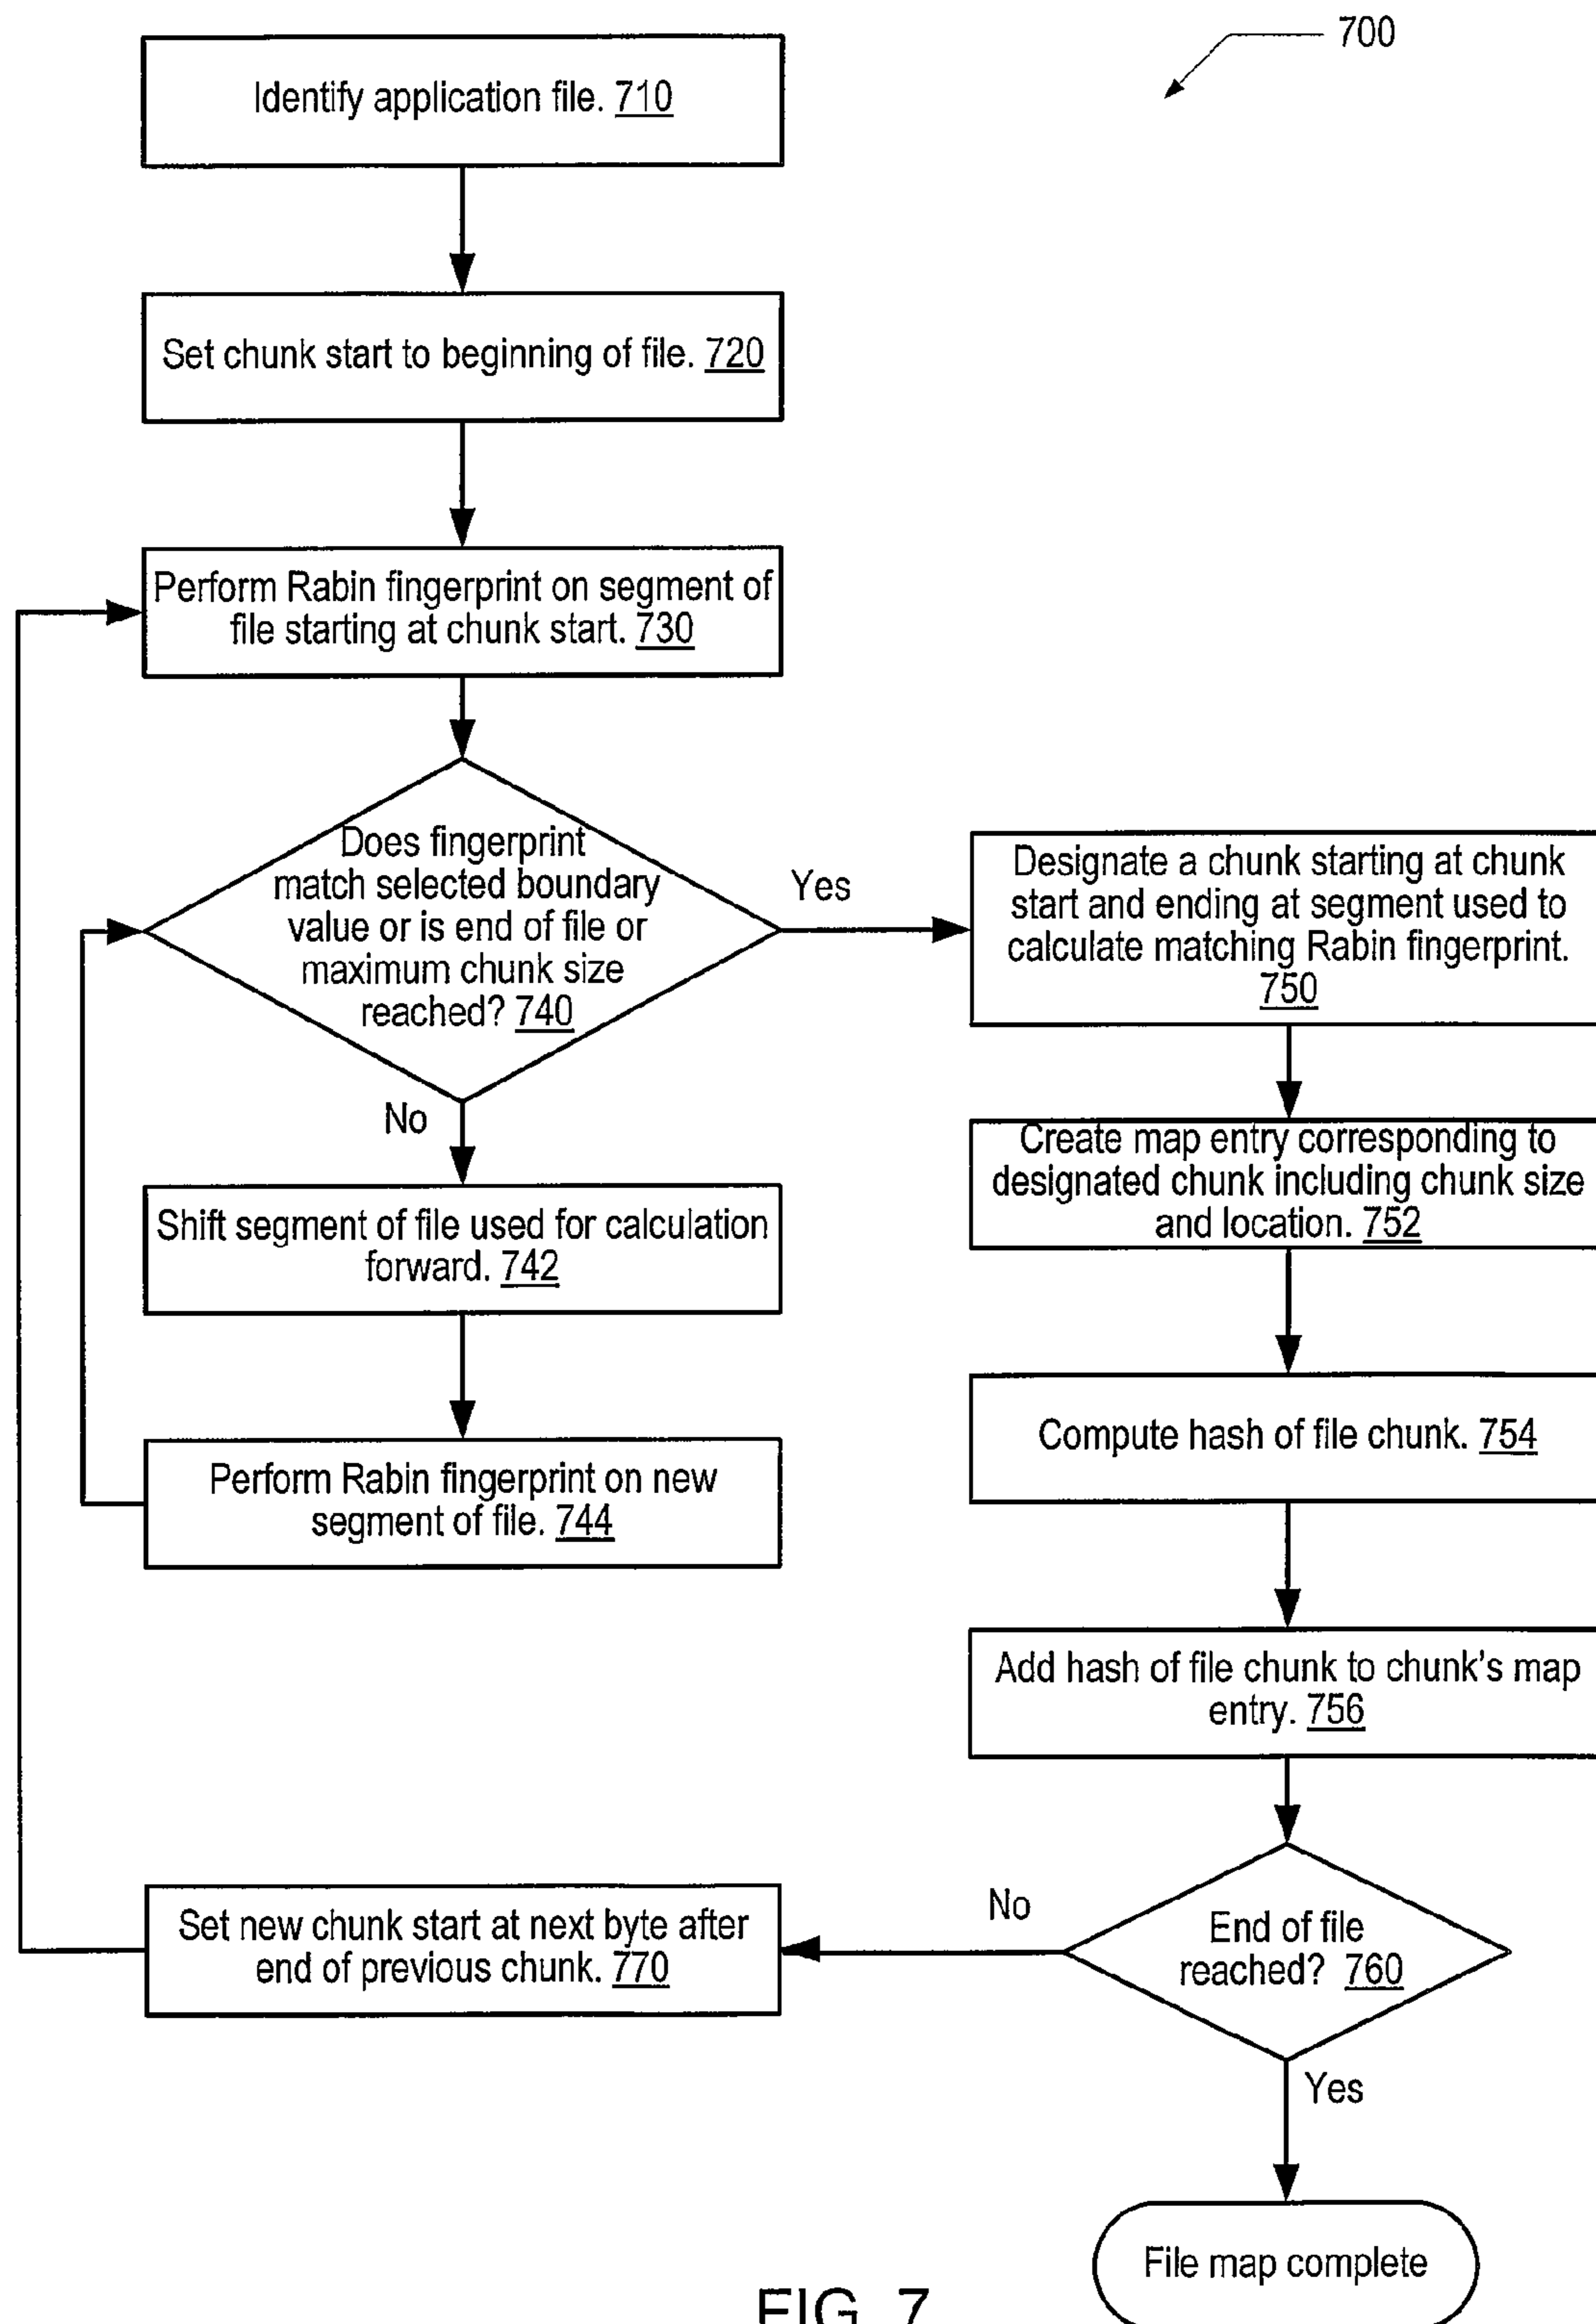 700
Identify application file. 710
Set chunk start to beginning of file. 720
Perform Rabin fingerprint on segment of
file starting at chunk start. 730
Does fingerprint
match selected boundary
value or is end of file or
maximum chunk size
reached? 740
Yes
No
Shift segment of file used for calculation
forward. 742
Perform Rabin fingerprint on new
segment of file. 744
Designate a chunk starting at chunk
start and ending at segment used to
calculate matching Rabin fingerprint.
750
Create map entry corresponding to
designated chunk including chunk size
and location. 752
Compute hash of file chunk. 754
Add hash of file chunk to chunk's map
entry. 756
End of file
reached? 760
No
Set new chunk start at next byte after
end of previous chunk. 770
Yes
File map complete
FIG. 7